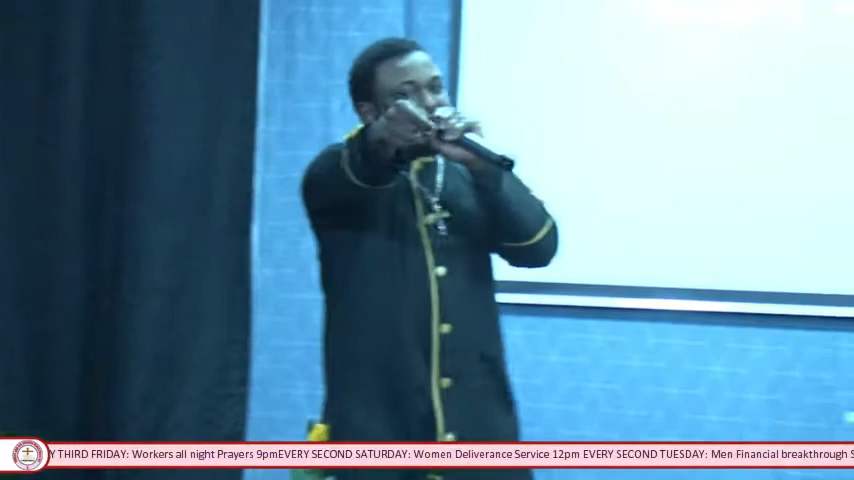 Y THIRD FRIDAY: Workers all night Prayers 9pmEVERY SECOND SATURDAY: Women Deliverance Service 12pm EVERY SECOND TUESDAY: Men Financial breakthrough S